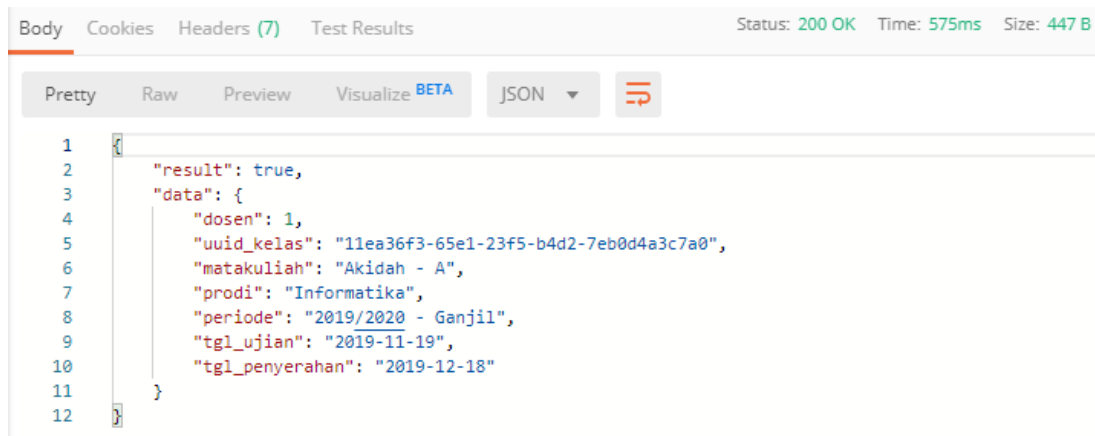 Body Cookies Headers (7) Test Results Status: 200 OK Time: 575ms Size: 447 B
Pretty Raw Preview Visualize BETA JSON
1 {
2 "result": true,
3 "data": {
4 "dosen": 1,
5 "uuid_kelas": "11ea36f3-65e1-23f5-b4d2-7eb0d4a3c7a0",
6 "matakuliah": "Akidah - A",
7 "prodi": "Informatika",
8 "periode": "2019/2020 - Ganjil",
9 "tgl_ujian": "2019-11-19",
10 "tgl_penyerahan": "2019-12-18"
11 }
12 }